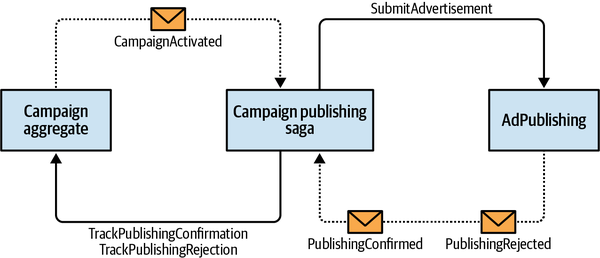 SubmitAdvertisement
CampaignActivated
Campaign
aggregate
Campaign publishing
saga
AdPublishing
TrackPublishingConfirmation
TrackPublishingRejection
PublishingConfirmed
PublishingRejected